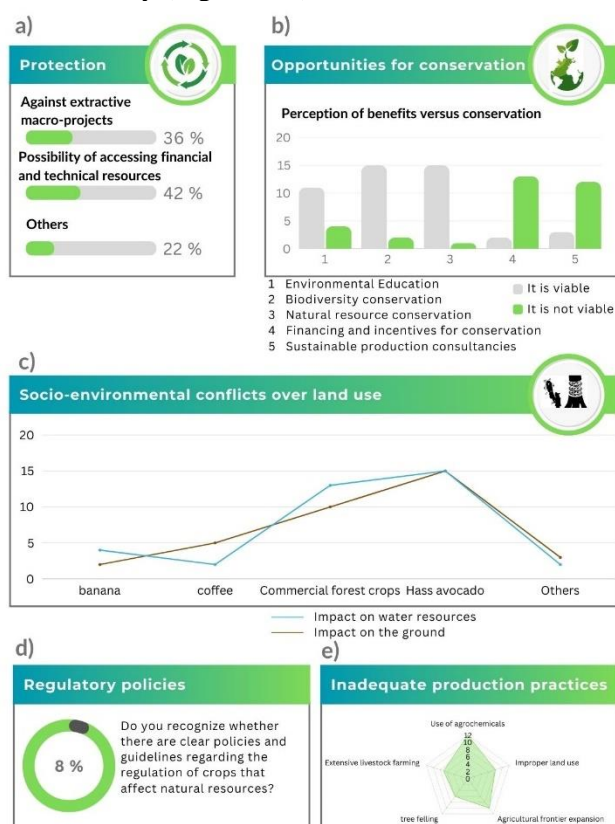 a)
Protection
Against extractive
macro-projects
36 %
Possibility of accessing financial
and technical resources
42 %
Others
22 %
b)
Opportunities for conservation
Perception of benefits versus conservation
20
15
10
5
0
1 2 3 4 5
1 Environmental Education
2 Biodiversity conservation
3 Natural resource conservation
4 Financing and incentives for conservation
5 Sustainable production consultancies
It is viable
It is not viable
c)
Socio-environmental conflicts over land use
20
15
10
5
0
banana coffee Commercial forest crops Hass avocado Others
Impact on water resources
Impact on the ground
d)
Regulatory policies
8 %
Do you recognize whether
there are clear policies and
guidelines regarding the
regulation of crops that
affect natural resources?
e)
Inadequate production practices
Use of agrochemicals
12
10
8
6
4
2
0
Extensive livestock farming
Improper land use
tree felling
Agricultural frontier expansion